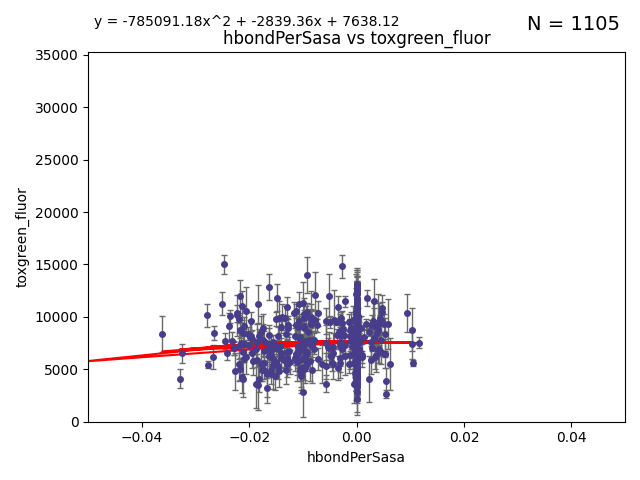 y = -785091.18x^2 + -2839.36x + 7638.12
N = 1105
hbondPerSasa vs toxgreen_fluor
35000
30000
25000
20000
15000
10000
5000
0
toxgreen_fluor
−0.04
−0.02
0.00
0.02
0.04
hbondPerSasa